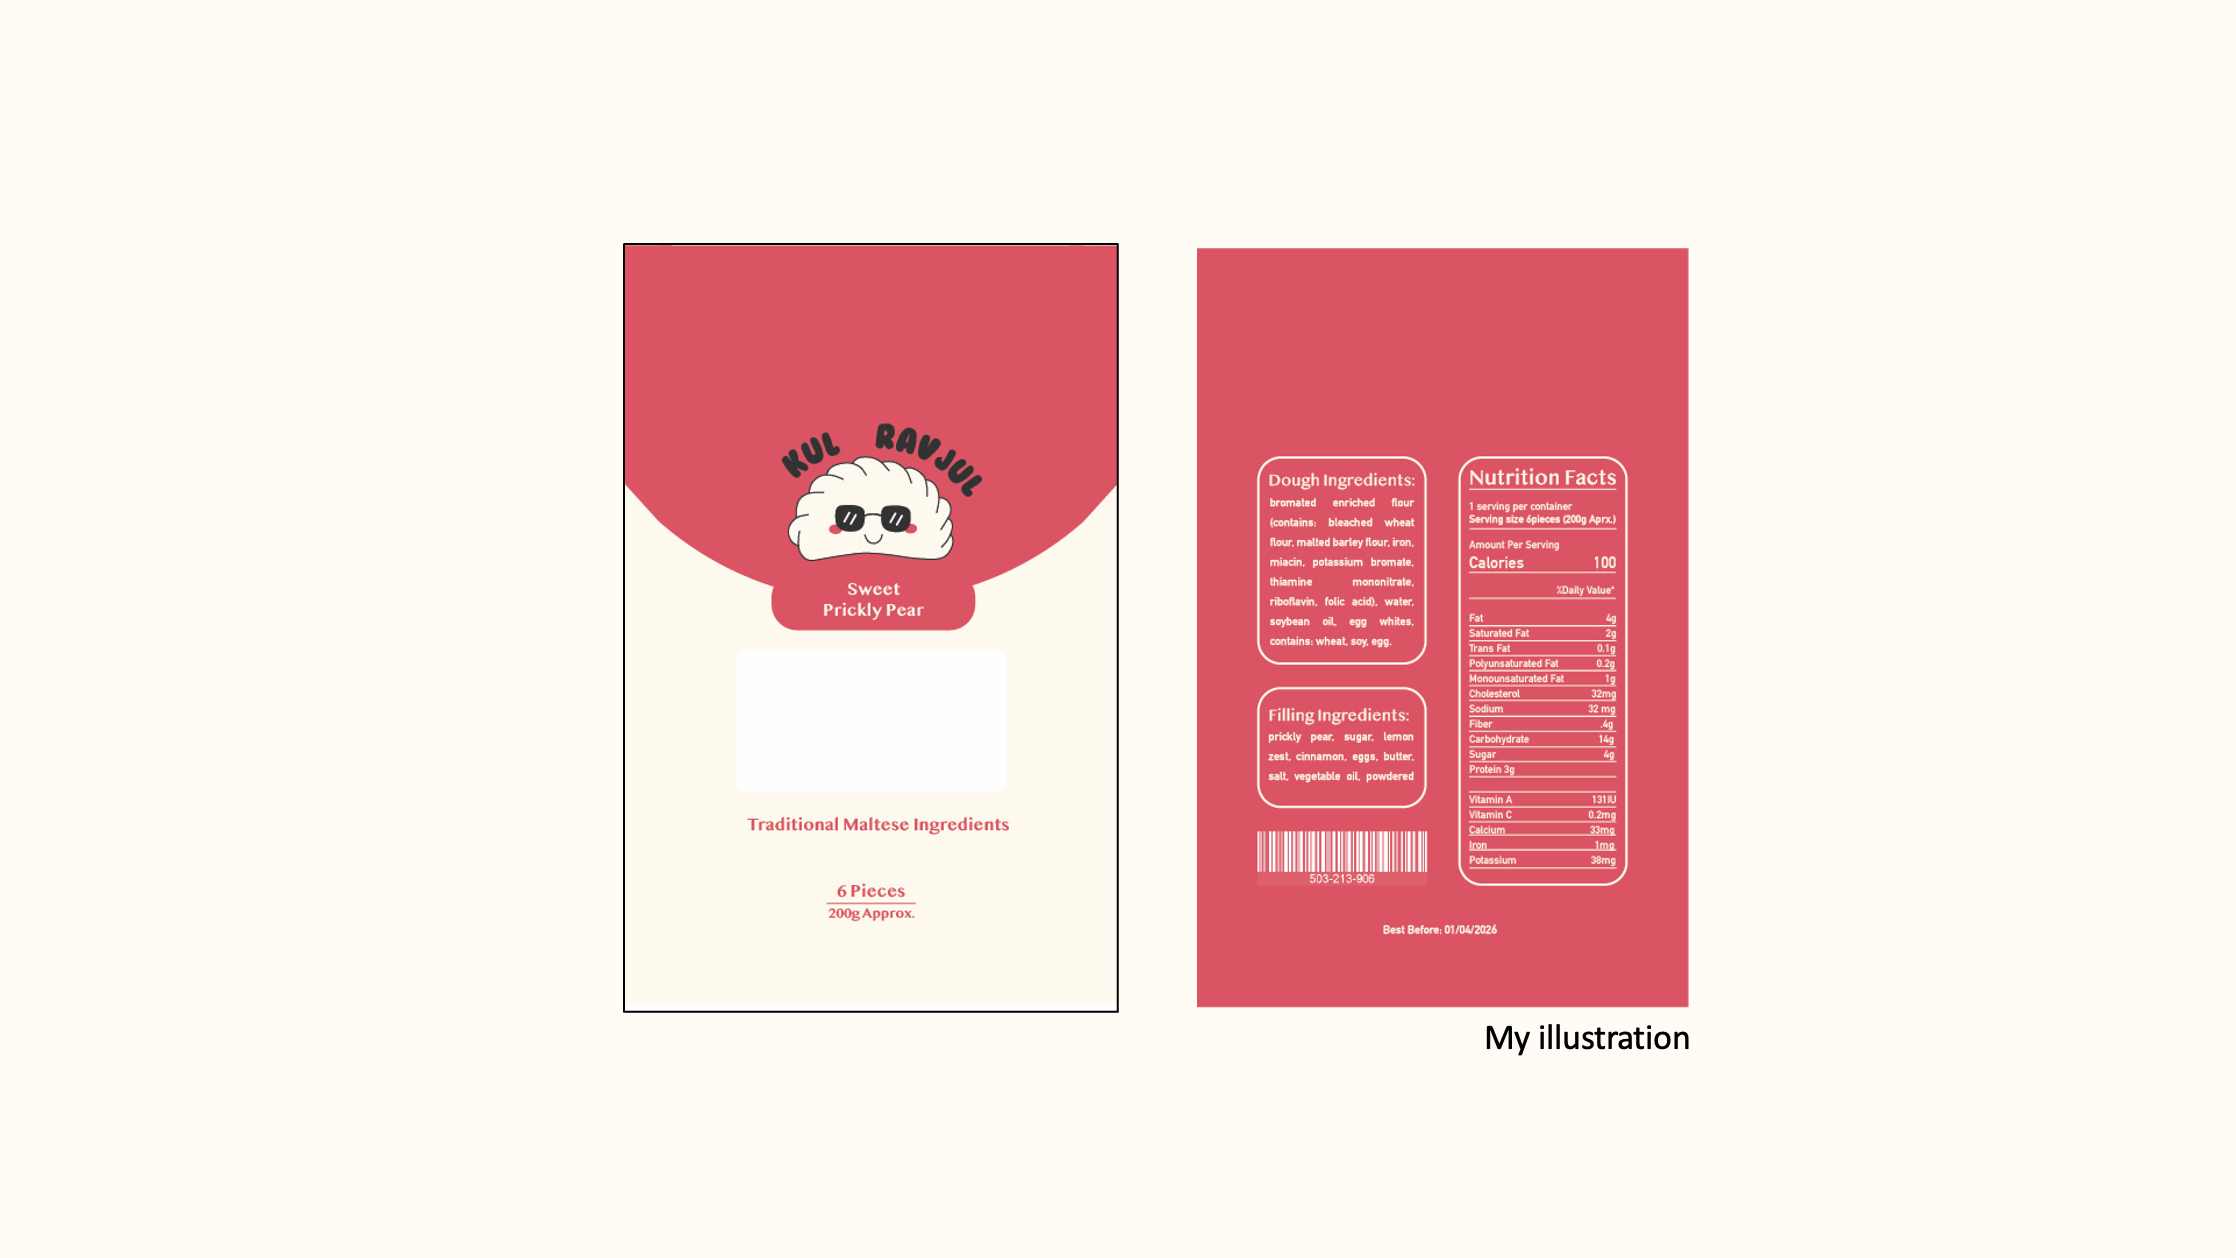 KUL RAVJUL
Sweet
Prickly Pear
Traditional Maltese Ingredients
6 Pieces
200g Approx.
Dough Ingredients:
bromated enriched flour
(contains: bleached wheat
flour, malted barley flour, iron,
miacin, potassium bromate,
thiamine mononitrate,
riboflavin, folic acid), water,
soybean oil, egg whites,
contains: wheat, soy, egg.
Filling Ingredients:
prickly pear, sugar, lemon
zest, cinnamon, eggs, butter,
salt, vegetable oil, powdered
503-213-906
Nutrition Facts
1 serving per container
Serving size 6pieces (200g Aprx.)
Amount Per Serving
Calories 100
%Daily Value*
Fat 4g
Saturated Fat 2g
Trans Fat 0.1g
Polyunsaturated Fat 0.2g
Monounsaturated Fat 1g
Cholesterol 32mg
Sodium 32 mg
Fiber .4g
Carbohydrate 14g
Sugar 4g
Protein 3g
Vitamin A 131IU
Vitamin C 0.2mg
Calcium 33mg
Iron 1mg
Potassium 38mg
Best Before: 01/04/2026
My illustration